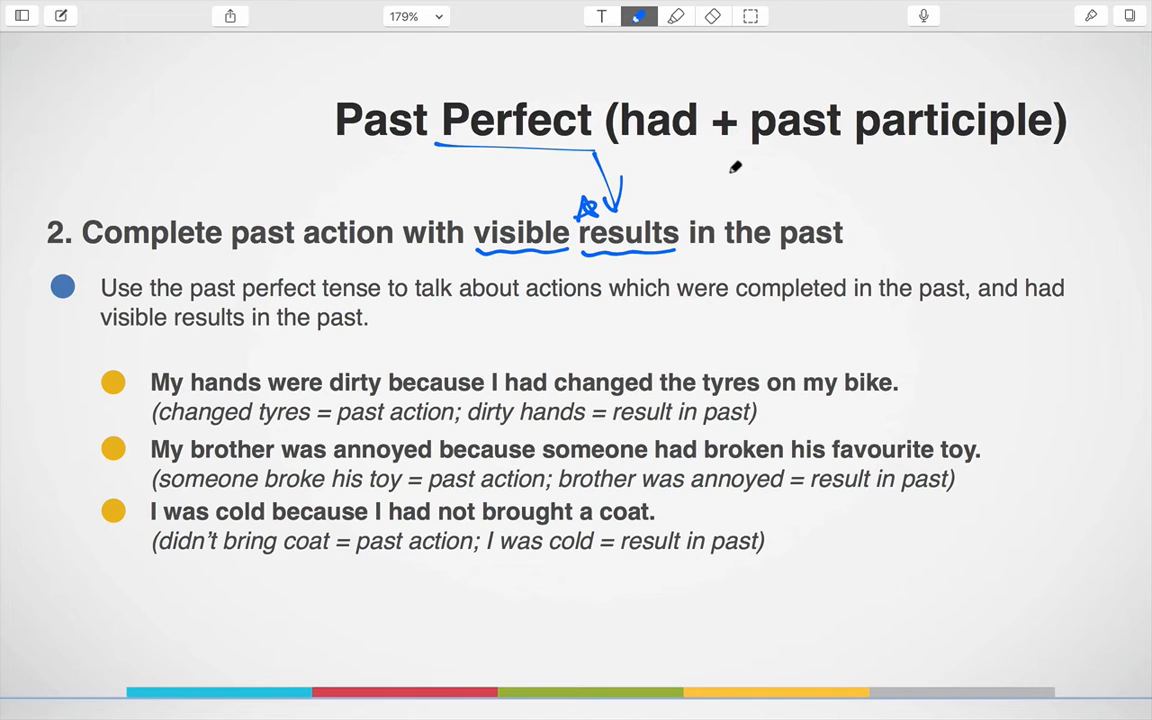 179%
T
Past Perfect (had + past participle)
2. Complete past action with visible results in the past
Use the past perfect tense to talk about actions which were completed in the past, and had
visible results in the past.
My hands were dirty because I had changed the tyres on my bike.
(changed tyres = past action; dirty hands = result in past)
My brother was annoyed because someone had broken his favourite toy.
(someone broke his toy = past action; brother was annoyed = result in past)
I was cold because I had not brought a coat.
(didn't bring coat = past action; I was cold = result in past)